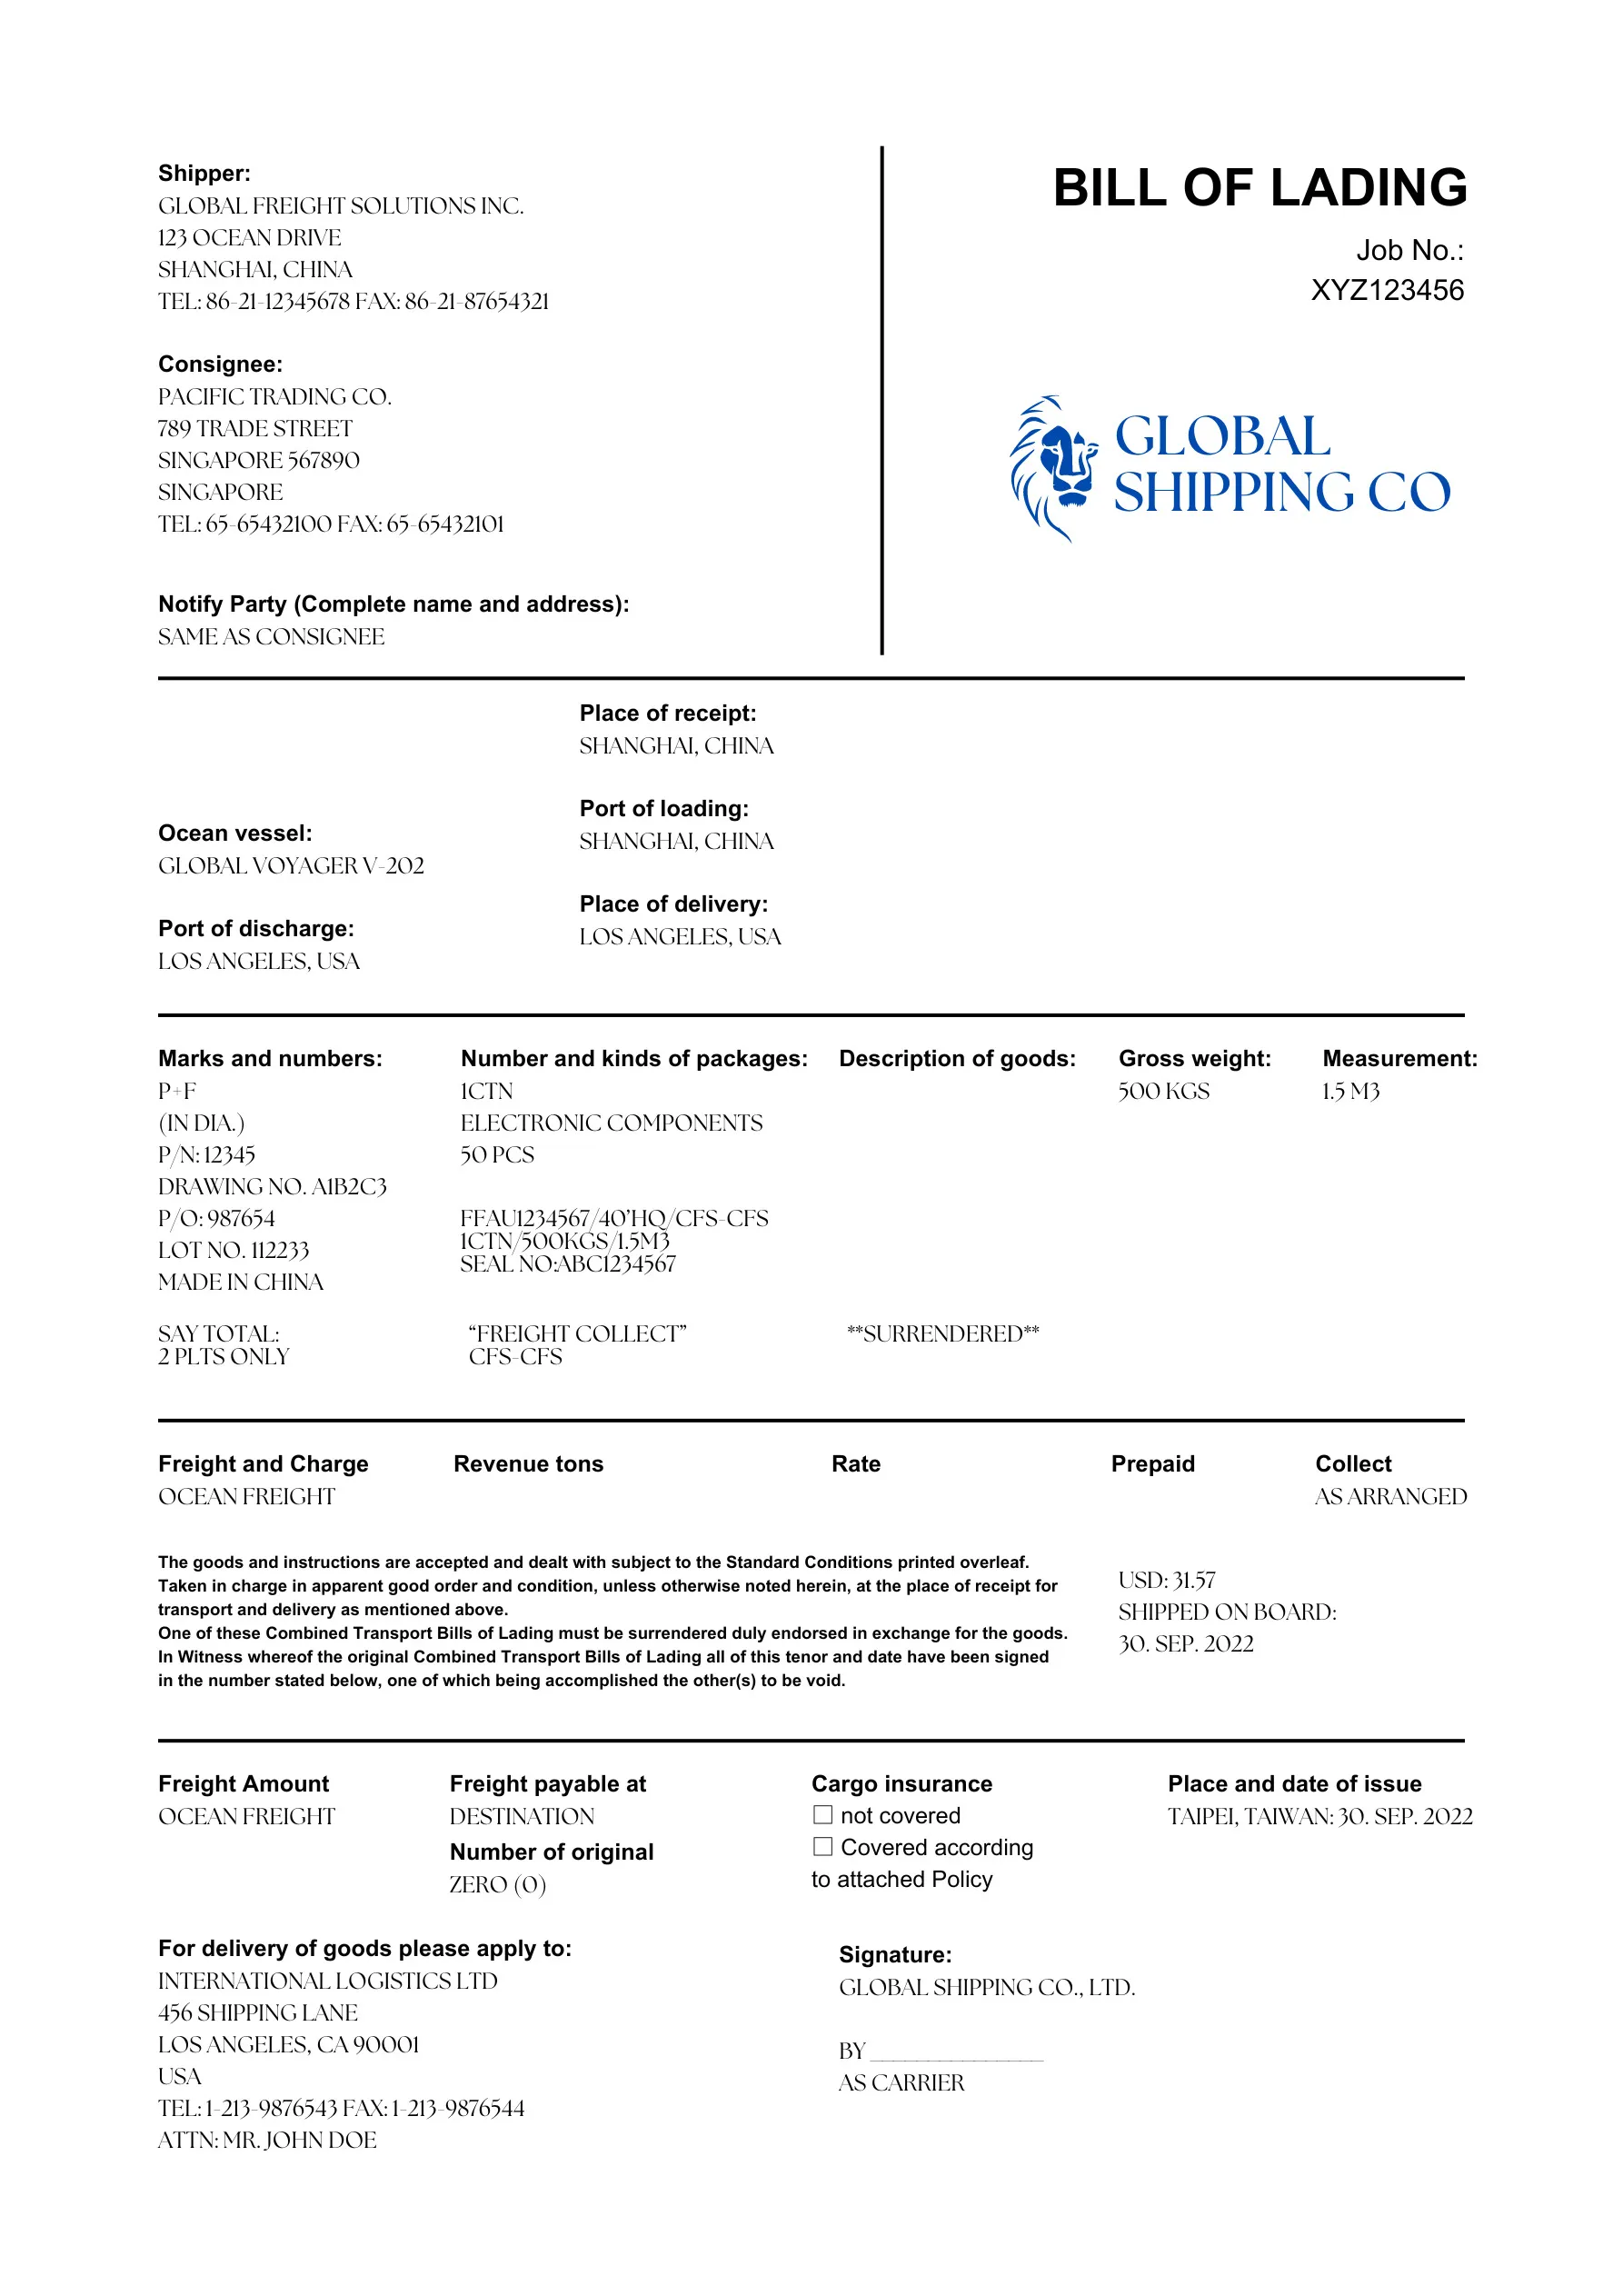 Shipper:
GLOBAL FREIGHT SOLUTIONS INC.
123 OCEAN DRIVE
SHANGHAI, CHINA
TEL: 86-21-12345678 FAX: 86-21-87654321
Consignee:
PACIFIC TRADING CO.
789 TRADE STREET
SINGAPORE 567890
SINGAPORE
TEL: 65-65432100 FAX: 65-65432101
Notify Party (Complete name and address):
SAME AS CONSIGNEE
BILL OF LADING
Job No.:
XYZ123456
GLOBAL
SHIPPING CO
Ocean vessel:
GLOBAL VOYAGER V-202
Port of discharge:
LOS ANGELES, USA
Place of receipt:
SHANGHAI, CHINA
Port of loading:
SHANGHAI, CHINA
Place of delivery:
LOS ANGELES, USA
Marks and numbers:
P+F
(IN DIA.)
P/N: 12345
DRAWING NO. A1B2C3
P/O: 987654
LOT NO. 112233
MADE IN CHINA
SAY TOTAL:
2 PLTS ONLY
Number and kinds of packages:
1CTN
ELECTRONIC COMPONENTS
50 PCS
FFAU1234567/40’HQ/CFS-CFS
1CTN/500KGS/1.5M3
SEAL NO:ABC1234567
“FREIGHT COLLECT”
CFS-CFS
Description of goods:
**SURRENDERED**
Gross weight:
500 KGS
Measurement:
1.5 M3
Freight and Charge
OCEAN FREIGHT
Revenue tons
Rate
Prepaid
Collect
AS ARRANGED
The goods and instructions are accepted and dealt with subject to the Standard Conditions printed overleaf.
Taken in charge in apparent good order and condition, unless otherwise noted herein, at the place of receipt for
transport and delivery as mentioned above.
One of these Combined Transport Bills of Lading must be surrendered duly endorsed in exchange for the goods.
In Witness whereof the original Combined Transport Bills of Lading all of this tenor and date have been signed
in the number stated below, one of which being accomplished the other(s) to be void.
USD: 31.57
SHIPPED ON BOARD:
30. SEP. 2022
Freight Amount
OCEAN FREIGHT
Freight payable at
DESTINATION
Number of original
ZERO (0)
Cargo insurance
☐ not covered
☐ Covered according
to attached Policy
Place and date of issue
TAIPEI, TAIWAN: 30. SEP. 2022
For delivery of goods please apply to:
INTERNATIONAL LOGISTICS LTD
456 SHIPPING LANE
LOS ANGELES, CA 90001
USA
TEL: 1-213-9876543 FAX: 1-213-9876544
ATTN: MR. JOHN DOE
Signature:
GLOBAL SHIPPING CO., LTD.
BY _______________
AS CARRIER